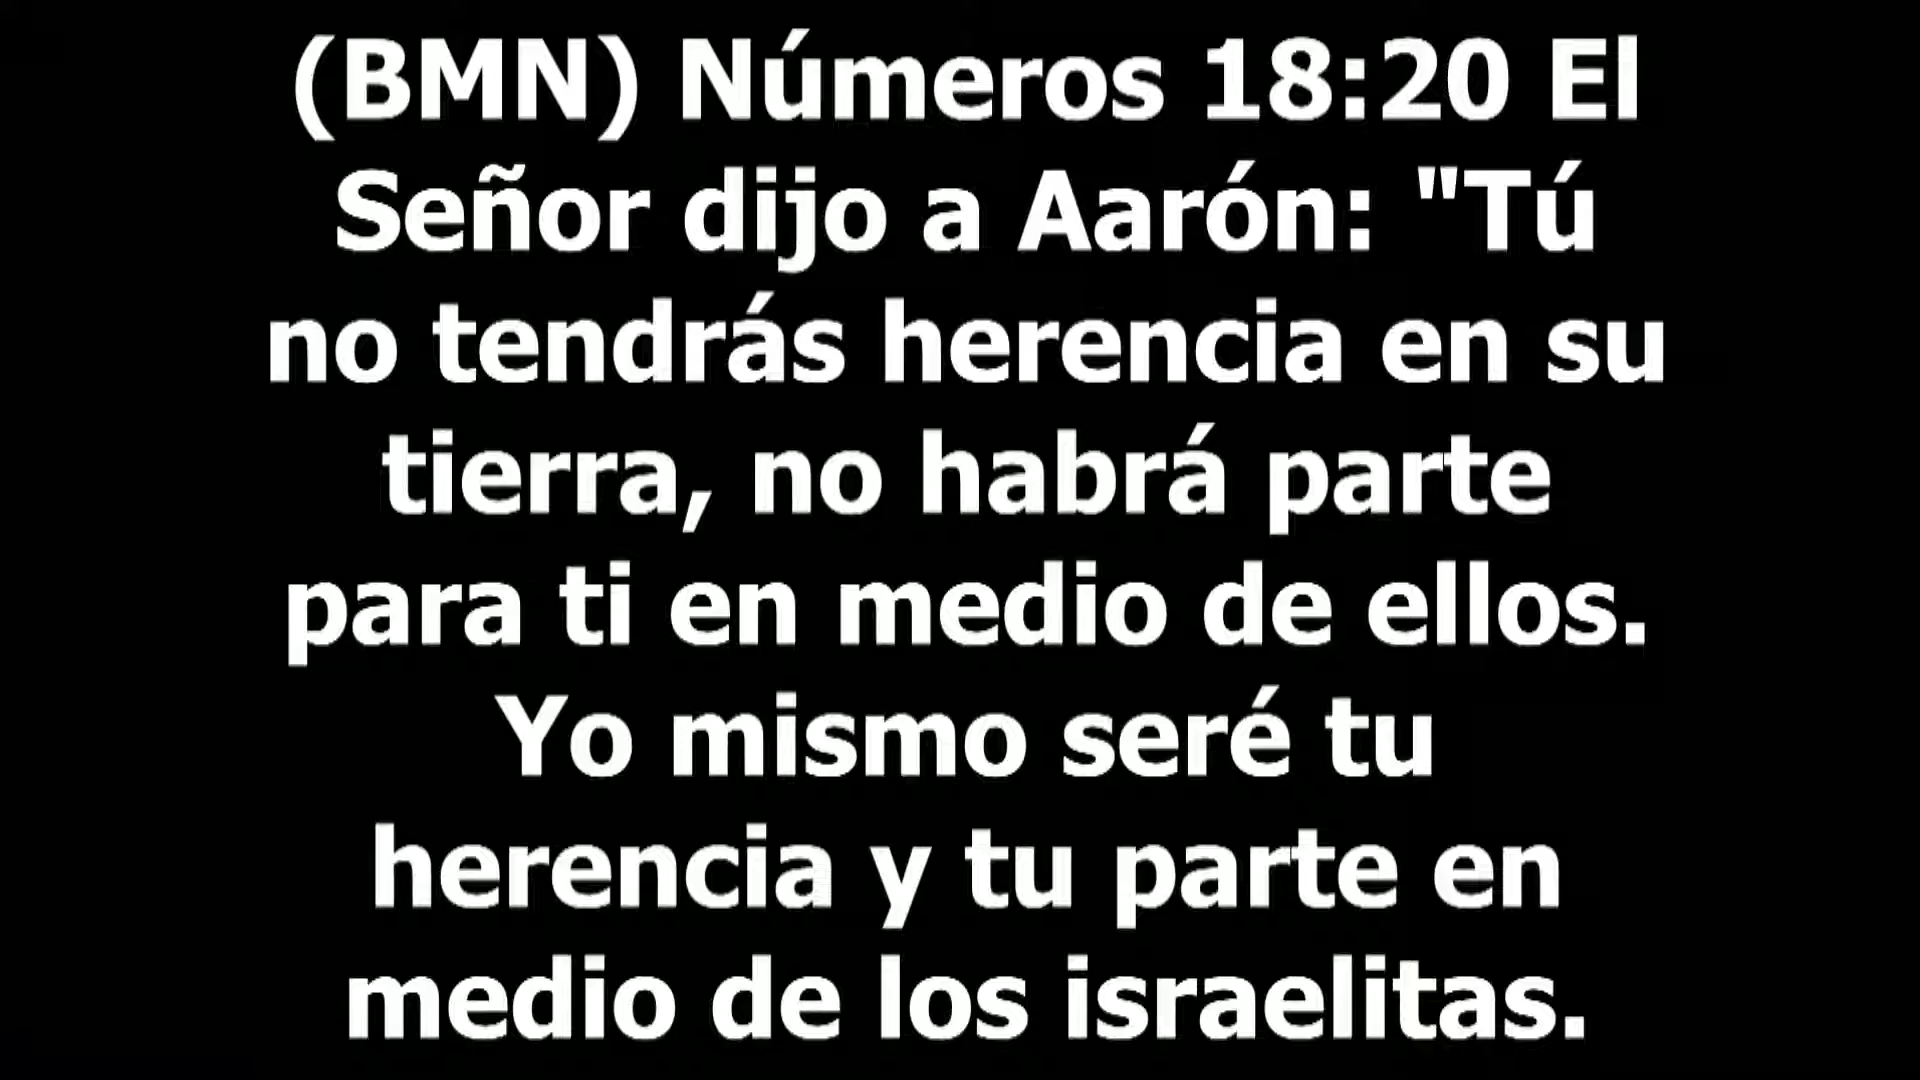 (BMN) Números 18:20 El
Señor dijo a Aarón: "Tú
no tendrás herencia en su
tierra, no habrá parte
para ti en medio de ellos.
Yo mismo seré tu
herencia y tu parte en
medio de los israelitas.